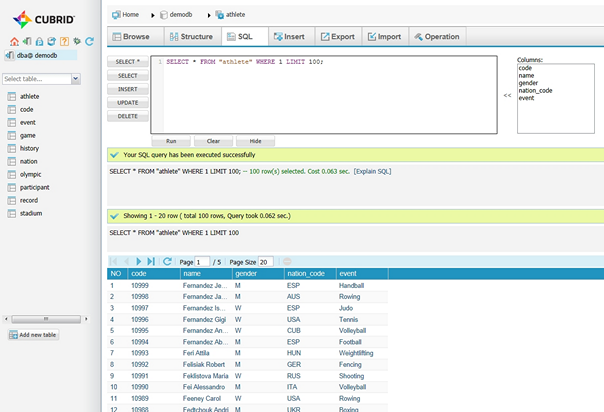 CUBRID
Home demodb athlete
dba@ demodb
Browse Structure SQL Insert Export Import Operation
Select table...
SELECT *
SELECT
INSERT
UPDATE
DELETE
1 SELECT * FROM "athlete" WHERE 1 LIMIT 100;
<<
Columns:
code
name
gender
nation_code
event
Run Clear Hide
athlete
code
event
game
history
nation
olympic
participant
record
stadium
Add new table
Your SQL query has been executed successfully
SELECT * FROM "athlete" WHERE 1 LIMIT 100; -- 100 row(s) selected. Cost 0.063 sec. [Explain SQL]
Showing 1 - 20 row ( total 100 rows, Query took 0.062 sec.)
SELECT * FROM "athlete" WHERE 1 LIMIT 100
Page 1 / 5 Page Size 20
NO code name gender nation_code event
1 10999 Fernandez Je... M ESP Handball
2 10998 Fernandez Ja... M AUS Rowing
3 10997 Fernandez Is... W ESP Judo
4 10996 Fernandez Gigi W USA Tennis
5 10995 Fernandez An... W CUB Volleyball
6 10994 Fernandez Ab... M ESP Football
7 10993 Feri Attila M HUN Weightlifting
8 10992 Felisiak Robert M GER Fencing
9 10991 Feklistova Maria W RUS Shooting
10 10990 Fei Alessandro M ITA Volleyball
11 10989 Feeney Carol W USA Rowing
12 10988 Fedtchouk Andri M UKR Boxing